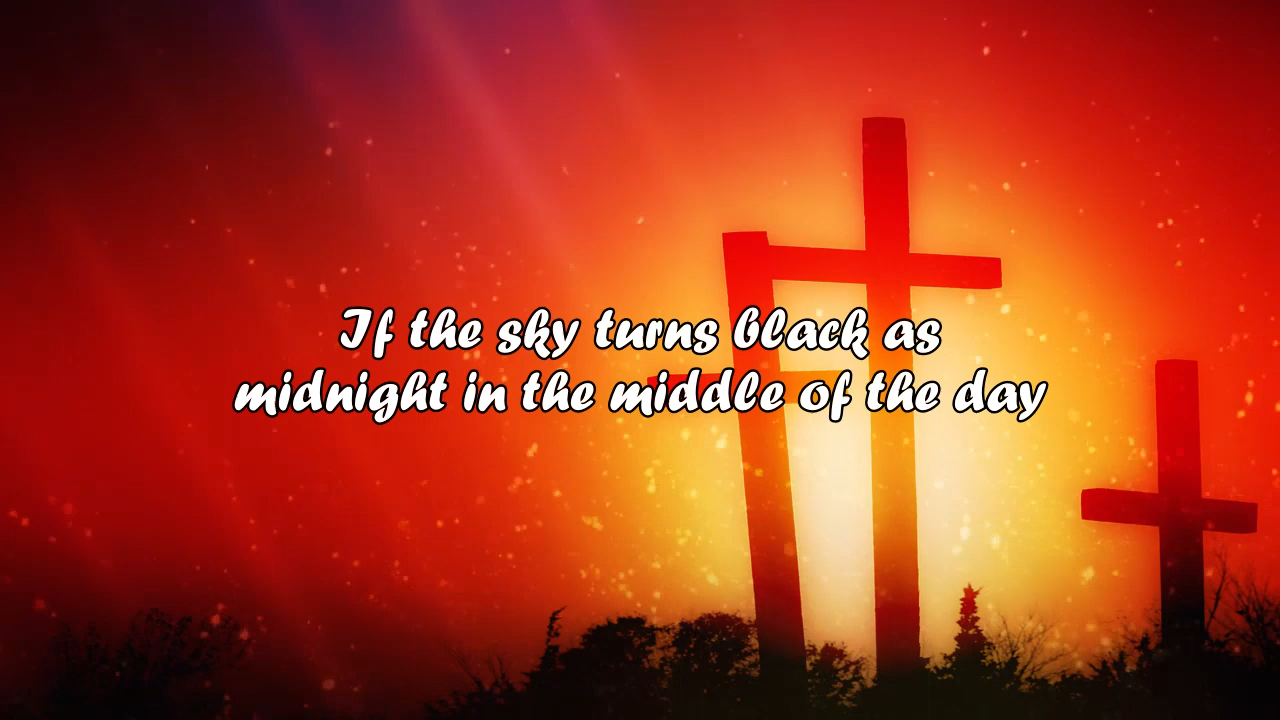 If the sky turns black as
midnight in the middle of the day